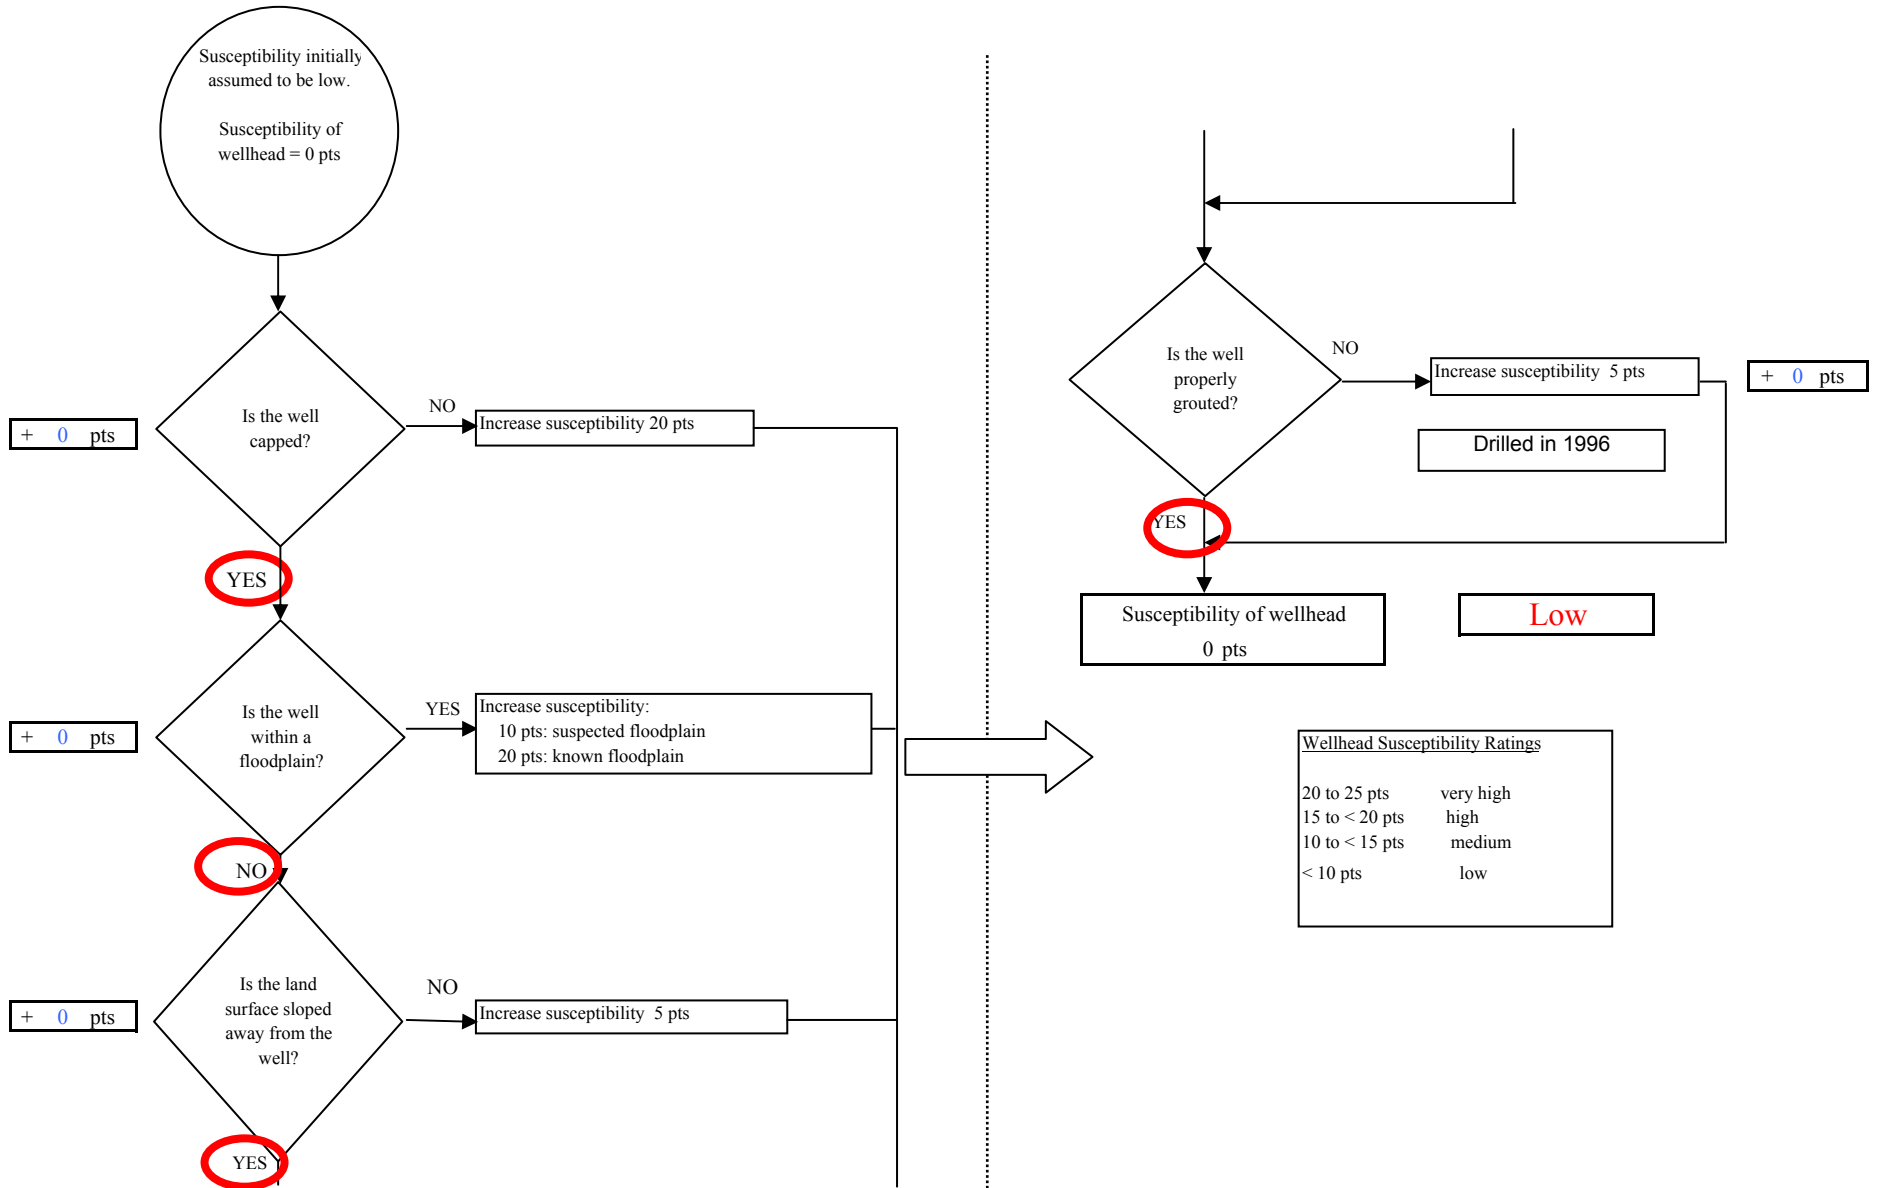 Susceptibility initially
assumed to be low.
Susceptibility of
wellhead = 0 pts
Is the well
capped?
+ 0 pts
NO
Increase susceptibility 20 pts
YES
Is the well
within a
floodplain?
+ 0 pts
YES
Increase susceptibility:
10 pts: suspected floodplain
20 pts: known floodplain
NO
Is the land
surface sloped
away from the
well?
+ 0 pts
NO
Increase susceptibility 5 pts
YES
Is the well
properly
grouted?
NO
Increase susceptibility 5 pts
+ 0 pts
Drilled in 1996
YES
Susceptibility of wellhead
0 pts
Low
Wellhead Susceptibility Ratings
20 to 25 pts very high
15 to < 20 pts high
10 to < 15 pts medium
< 10 pts low